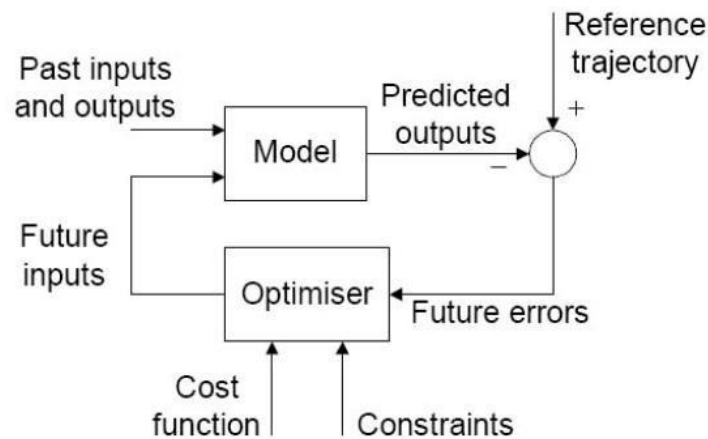 Reference
trajectory
Past inputs
and outputs
Predicted
outputs
+
Model
−
Future
inputs
Optimiser
Future errors
Cost
function
Constraints